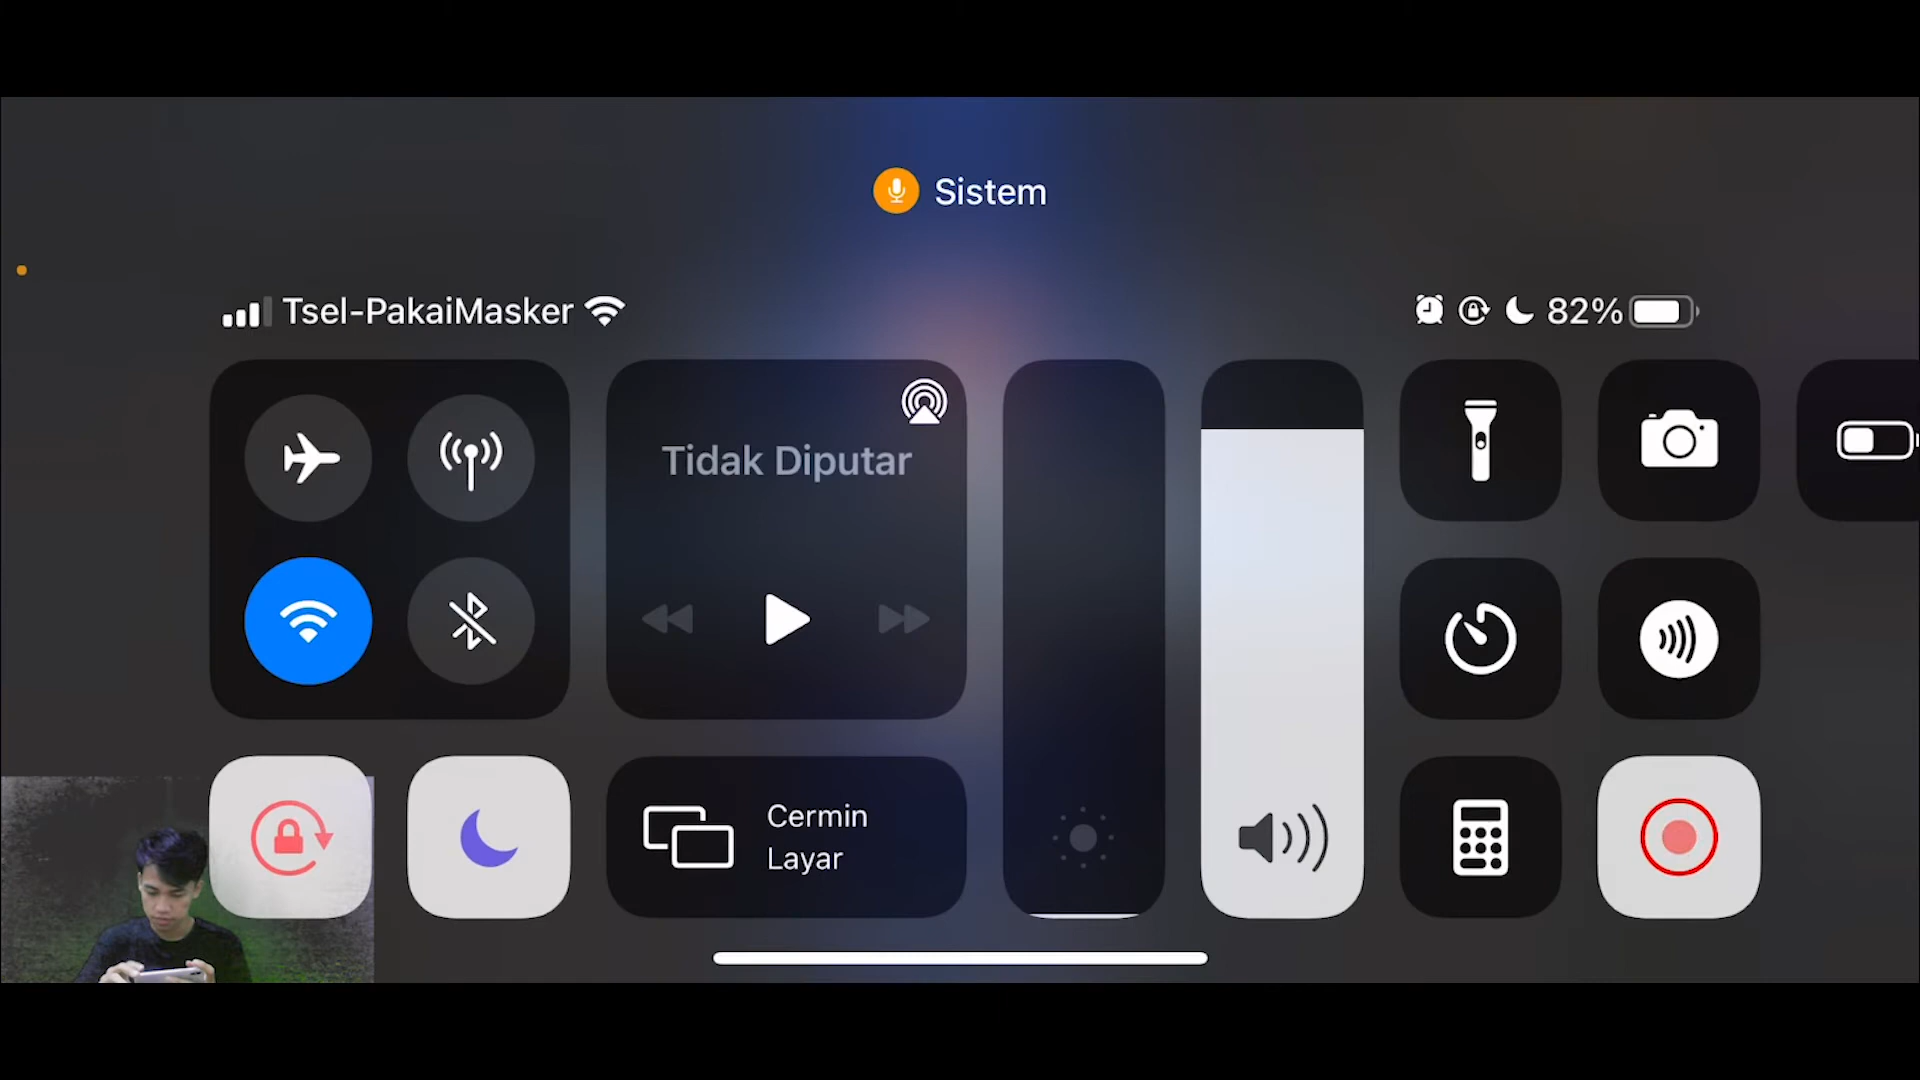 Sistem
Tsel-PakaiMasker
82%
Tidak Diputar
Cermin
Layar